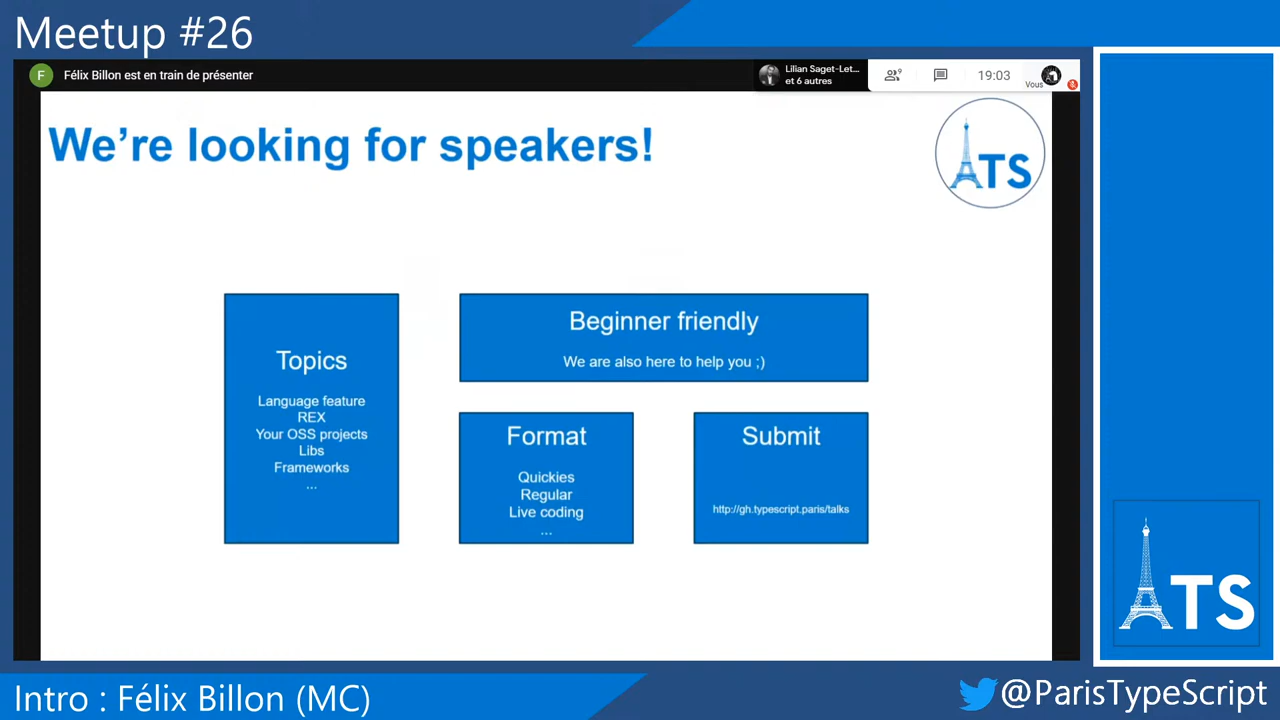 Meetup #26
F
Félix Billon est en train de présenter
Lilian Saget-Let...
et 6 autres
9
19:03
Vous
We're looking for speakers!
TS
Topics
Language feature
REX
Your OSS projects
Libs
Frameworks
...
Beginner friendly
We are also here to help you ;)
Format
Quickies
Regular
Live coding
...
Submit
http://gh.typescript.paris/talks
TS
Intro : Félix Billon (MC)
@ParisTypeScript